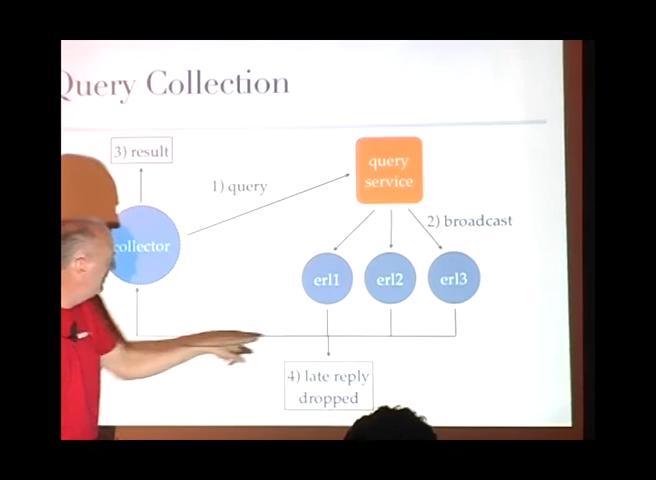 Query Collection
3) result
1) query
query
service
2) broadcast
collector
erl1
erl2
erl3
4) late reply
dropped